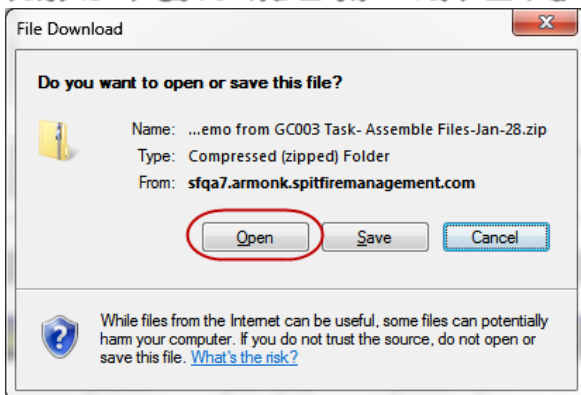 File Download
Do you want to open or save this file?
Name: ...emo from GC003 Task- Assemble Files-Jan-28.zip
Type: Compressed (zipped) Folder
From: sfqa7.armonk.spitfiremanagement.com
Open Save Cancel
While files from the Internet can be useful, some files can potentially
harm your computer. If you do not trust the source, do not open or
save this file. What's the risk?